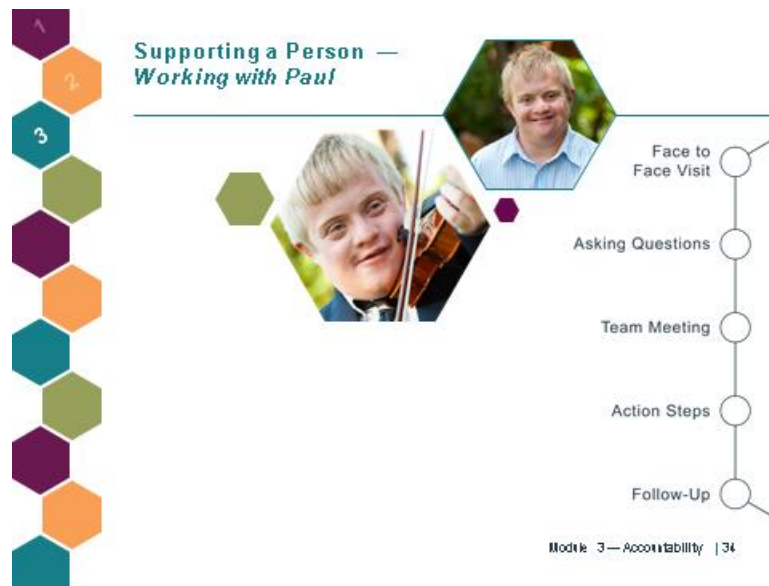 1
2
3
Supporting a Person —
Working with Paul
Face to
Face Visit
Asking Questions
Team Meeting
Action Steps
Follow-Up
Module 3 — Accountability | 34